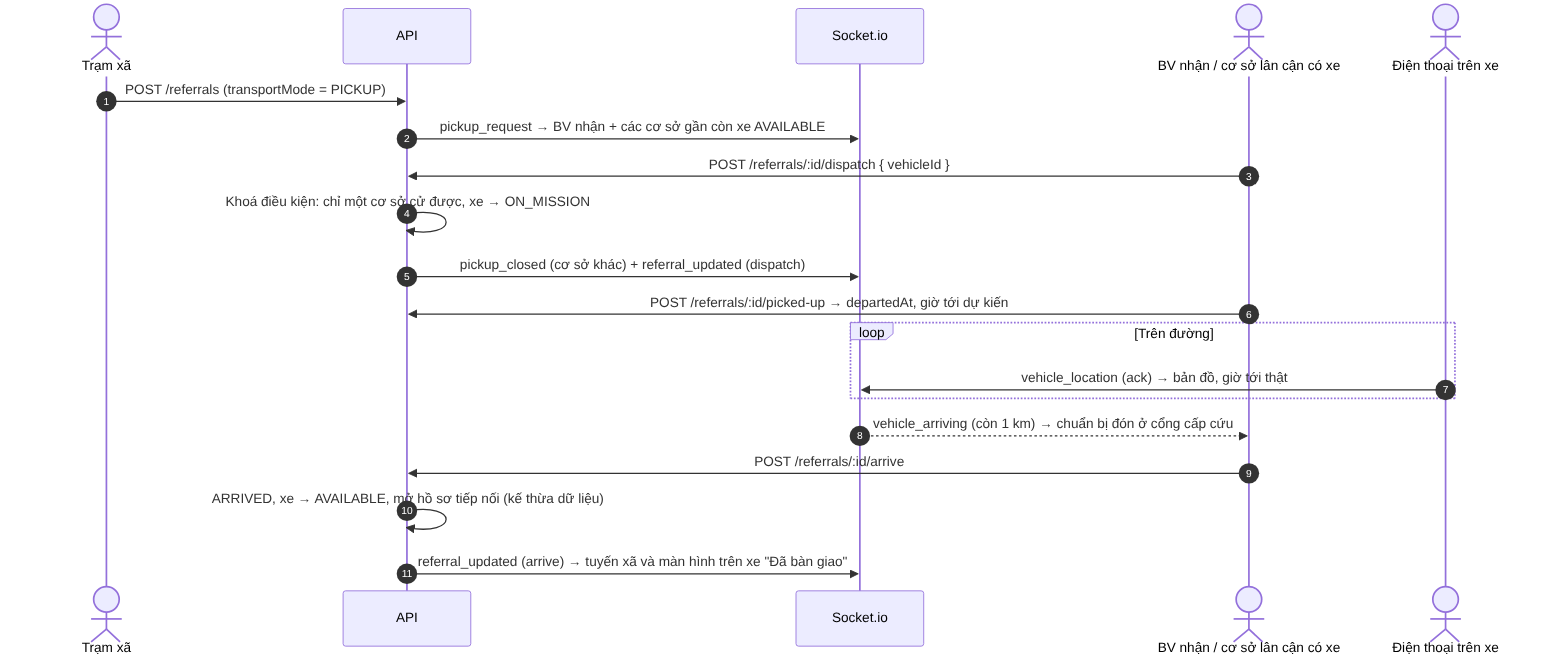 Trạm xã
API
Socket.io
BV nhận / cơ sở lân cận có xe
Điện thoại trên xe
1 POST /referrals (transportMode = PICKUP)
2 pickup_request → BV nhận + các cơ sở gần còn xe AVAILABLE
POST /referrals/:id/dispatch { vehicleId } 3
Khoá điều kiện: chỉ một cơ sở cử được, xe → ON_MISSION
4
5 pickup_closed (cơ sở khác) + referral_updated (dispatch)
POST /referrals/:id/picked-up → departedAt, giờ tới dự kiến 6
loop [Trên đường]
vehicle_location (ack) → bản đồ, giờ tới thật 7
8 vehicle_arriving (còn 1 km) → chuẩn bị đón ở cổng cấp cứu
POST /referrals/:id/arrive 9
ARRIVED, xe → AVAILABLE, mở hồ sơ tiếp nối (kế thừa dữ liệu)
10
11 referral_updated (arrive) → tuyến xã và màn hình trên xe "Đã bàn giao"
Trạm xã
API
Socket.io
BV nhận / cơ sở lân cận có xe
Điện thoại trên xe